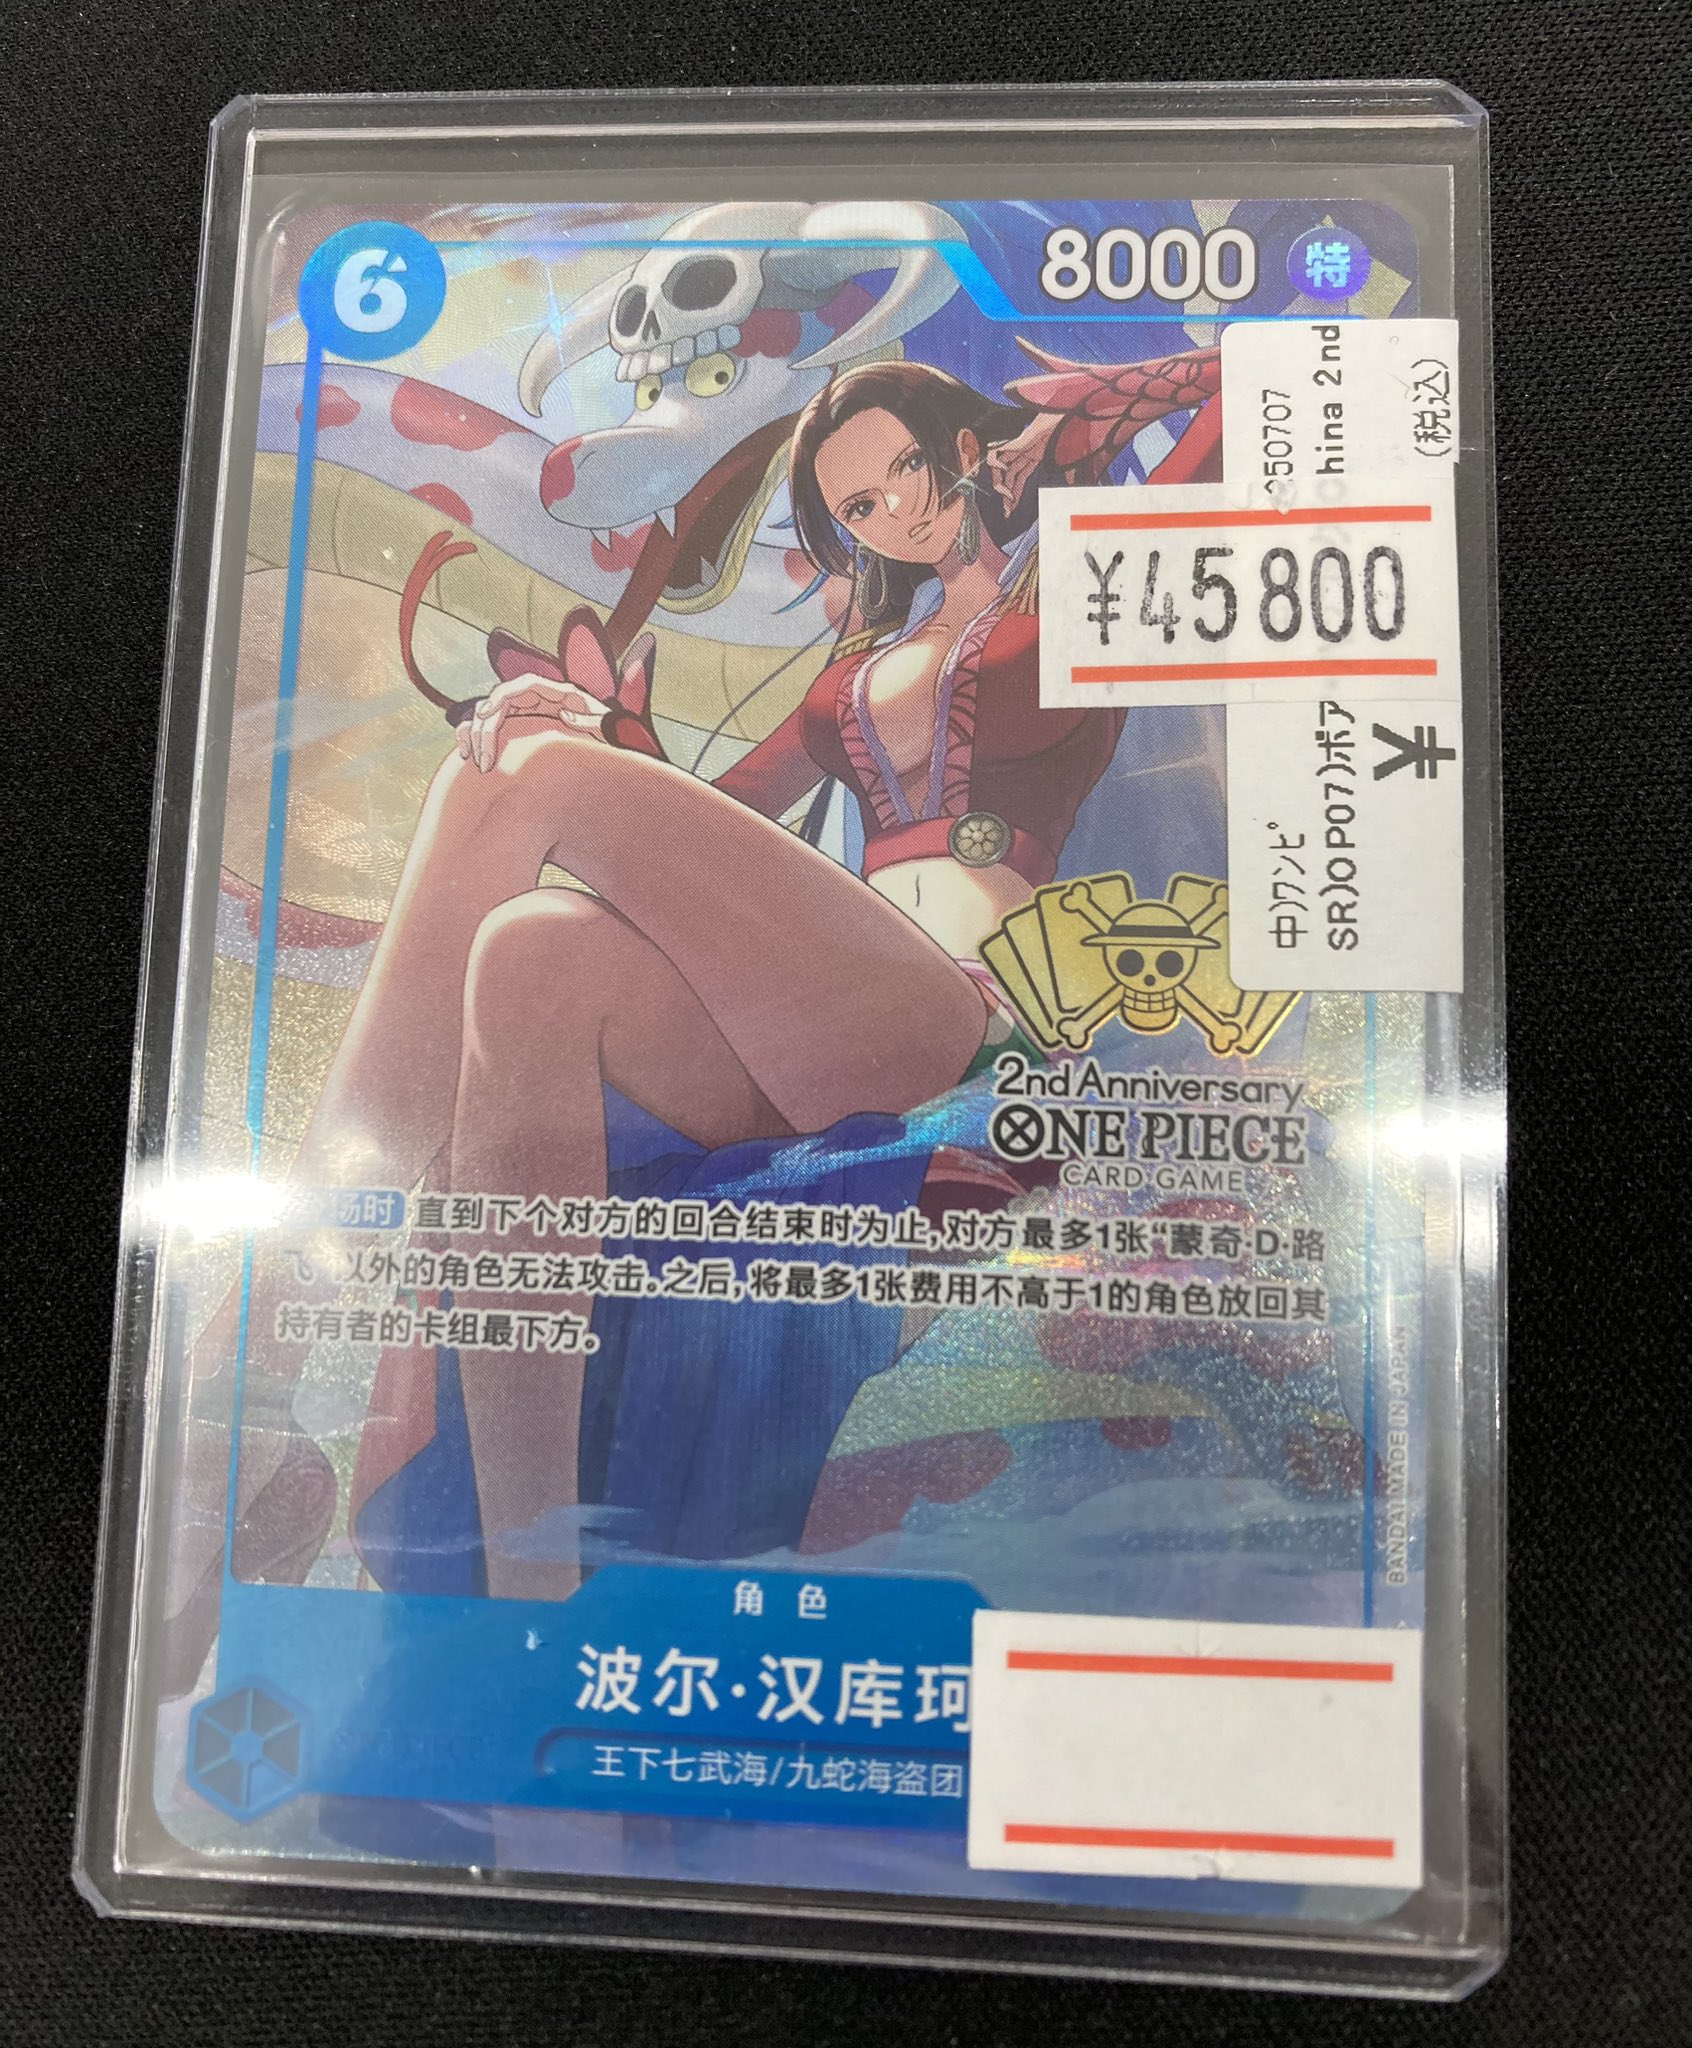 6
8000
特
250707
China 2nd
(税込)
¥45800
中)ワンピ
SR)OP07)ボア
¥
2nd Anniversary
ONE PIECE
CARD GAME
登场时 直到下个对方的回合结束时为止,对方最多1张“蒙奇·D·路
飞”以外的角色无法攻击。之后,将最多1张费用不高于1的角色放回其
持有者的卡组最下方。
BANDAI MADE IN JAPAN
角色
波尔·汉库珂
王下七武海/九蛇海盗团